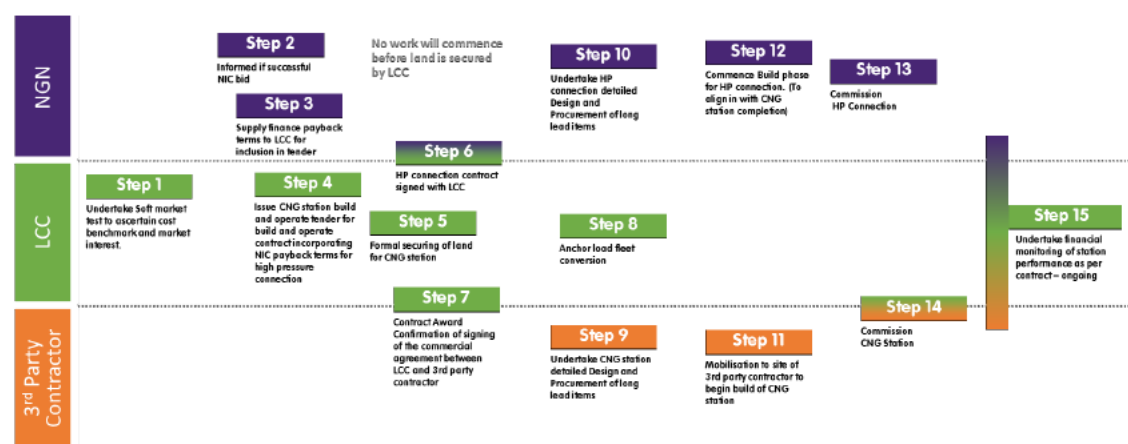 NGN
Step 2
Informed if successful
NIC bid
Step 3
Supply finance payback
terms to LCC for
inclusion in tender
No work will commence
before land is secured
by LCC
Step 10
Undertake HP
connection detailed
Design and
Procurement of long
lead items
Step 12
Commence Build phase
for HP connection. (To
align in with CNG
station completion)
Step 13
Commission
HP Connection
LCC
Step 1
Undertake Soft market
test to ascertain cost
benchmark and market
interest.
Step 4
Issue CNG station build
and operate tender for
build and operate
contract incorporating
NIC payback terms for
high pressure
connection
Step 6
HP connection contract
signed with LCC
Step 5
Formal securing of land
for CNG station
Step 8
Anchor load fleet
conversion
Step 15
Undertake financial
monitoring of station
performance as per
contract – ongoing
3rd Party
Contractor
Step 7
Contract Award
Confirmation of signing
of the commercial
agreement between
LCC and 3rd party
contractor
Step 9
Undertake CNG station
detailed Design and
Procurement of long
lead items
Step 11
Mobilisation to site of
3rd party contractor to
begin build of CNG
station
Step 14
Commission
CNG Station